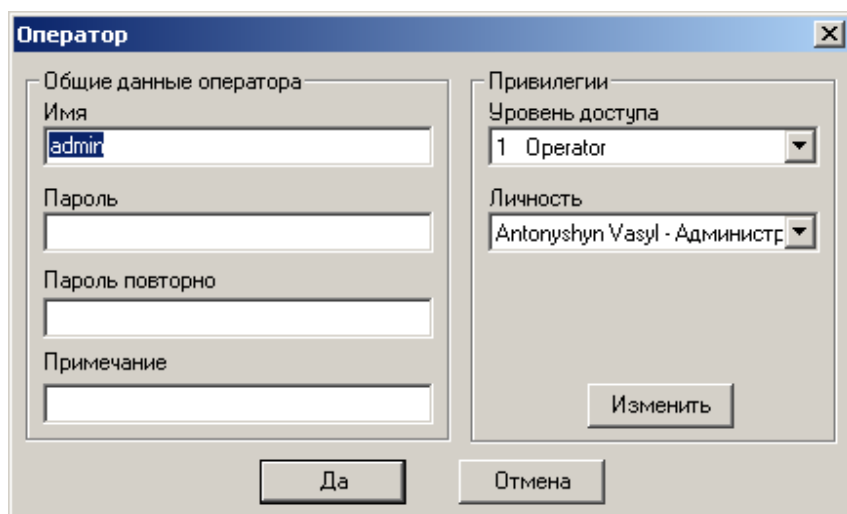 Оператор
Общие данные оператора
Имя
admin
Пароль
Пароль повторно
Примечание
Привилегии
Уровень доступа
1 Operator
Личность
Antonyshyn Vasyl - Администр
Изменить
Да
Отмена